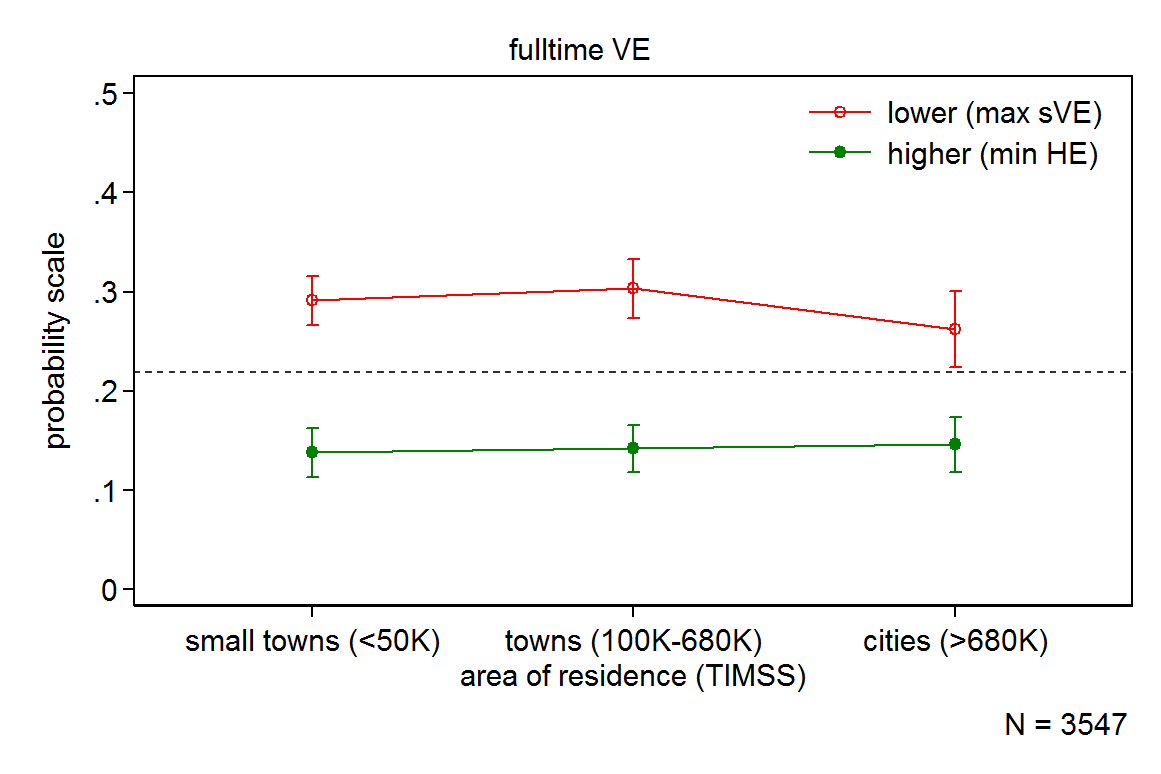 fulltime VE
lower (max sVE)
higher (min HE)
probability scale
.5
.4
.3
.2
.1
0
small towns (<50K)
towns (100K-680K)
cities (>680K)
area of residence (TIMSS)
N = 3547